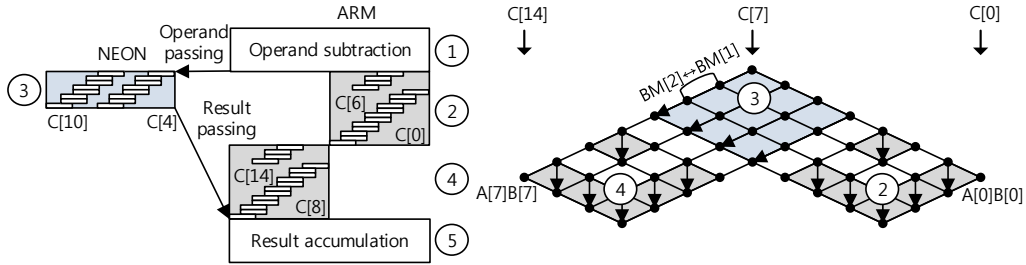 ARM
Operand subtraction
1
Operand
passing
NEON
3
C[10]
C[4]
C[6]
C[0]
2
Result
passing
C[14]
C[8]
4
Result accumulation
5
C[14]
C[7]
C[0]
BM[2]↔BM[1]
3
A[7]B[7]
4
2
A[0]B[0]